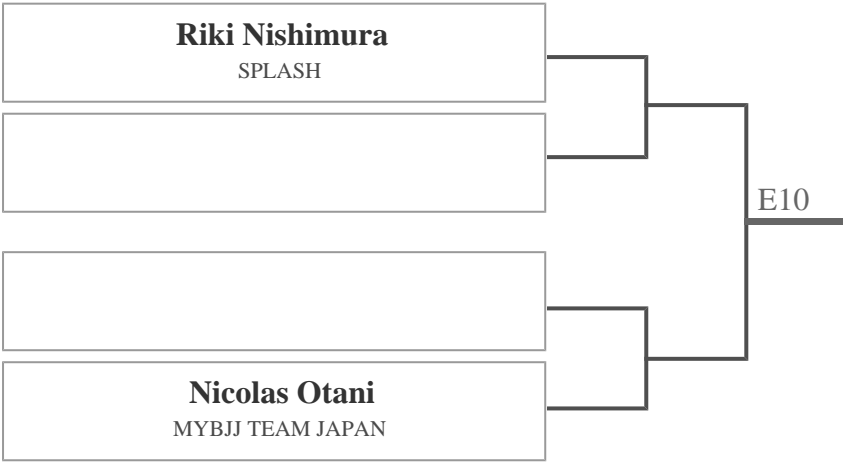 Riki Nishimura
SPLASH
E10
Nicolas Otani
MYBJJ TEAM JAPAN